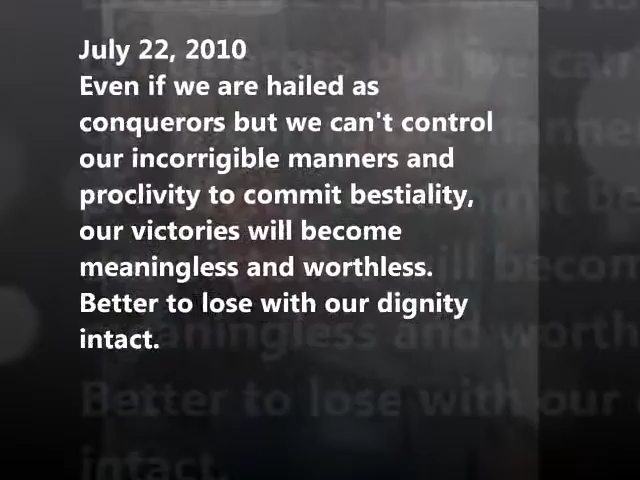 July 22, 2010
Even if we are hailed as
conquerors but we can't control
our incorrigible manners and
proclivity to commit bestiality,
our victories will become
meaningless and worthless.
Better to lose with our dignity
intact.